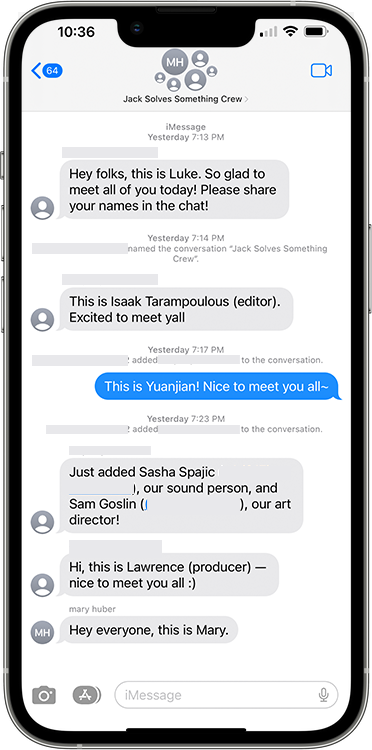 10:36
64
MH
Jack Solves Something Crew
iMessage
Yesterday 7:13 PM
Hey folks, this is Luke. So glad to
meet all of you today! Please share
your names in the chat!
Yesterday 7:14 PM
named the conversation “Jack Solves Something
Crew”.
This is Isaak Tarampoulous (editor).
Excited to meet yall
Yesterday 7:17 PM
2 added to the conversation.
This is Yuanjian! Nice to meet you all~
Yesterday 7:23 PM
2 added to the conversation.
Just added Sasha Spajic
), our sound person, and
Sam Goslin ( ), our art
director!
Hi, this is Lawrence (producer) —
nice to meet you all :)
mary huber
MH
Hey everyone, this is Mary.
iMessage